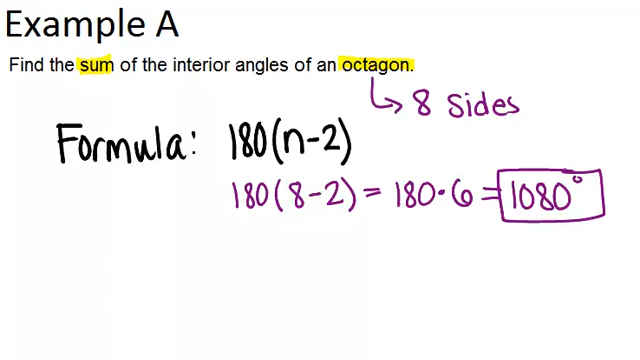 Example A
Find the sum of the interior angles of an octagon.
8 sides
Formula: 180(n-2)
180(8-2) = 180·6 = 1080°